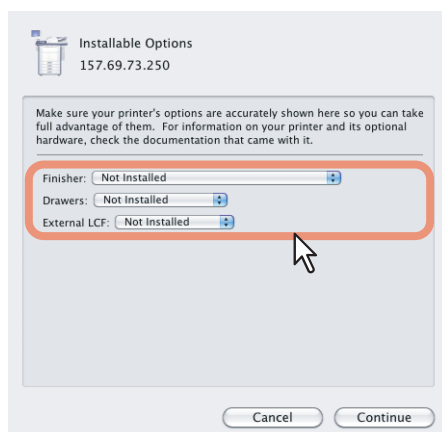 Installable Options
157.69.73.250
Make sure your printer's options are accurately shown here so you can take
full advantage of them. For information on your printer and its optional
hardware, check the documentation that came with it.
Finisher: Not Installed
Drawers: Not Installed
External LCF: Not Installed
Cancel Continue